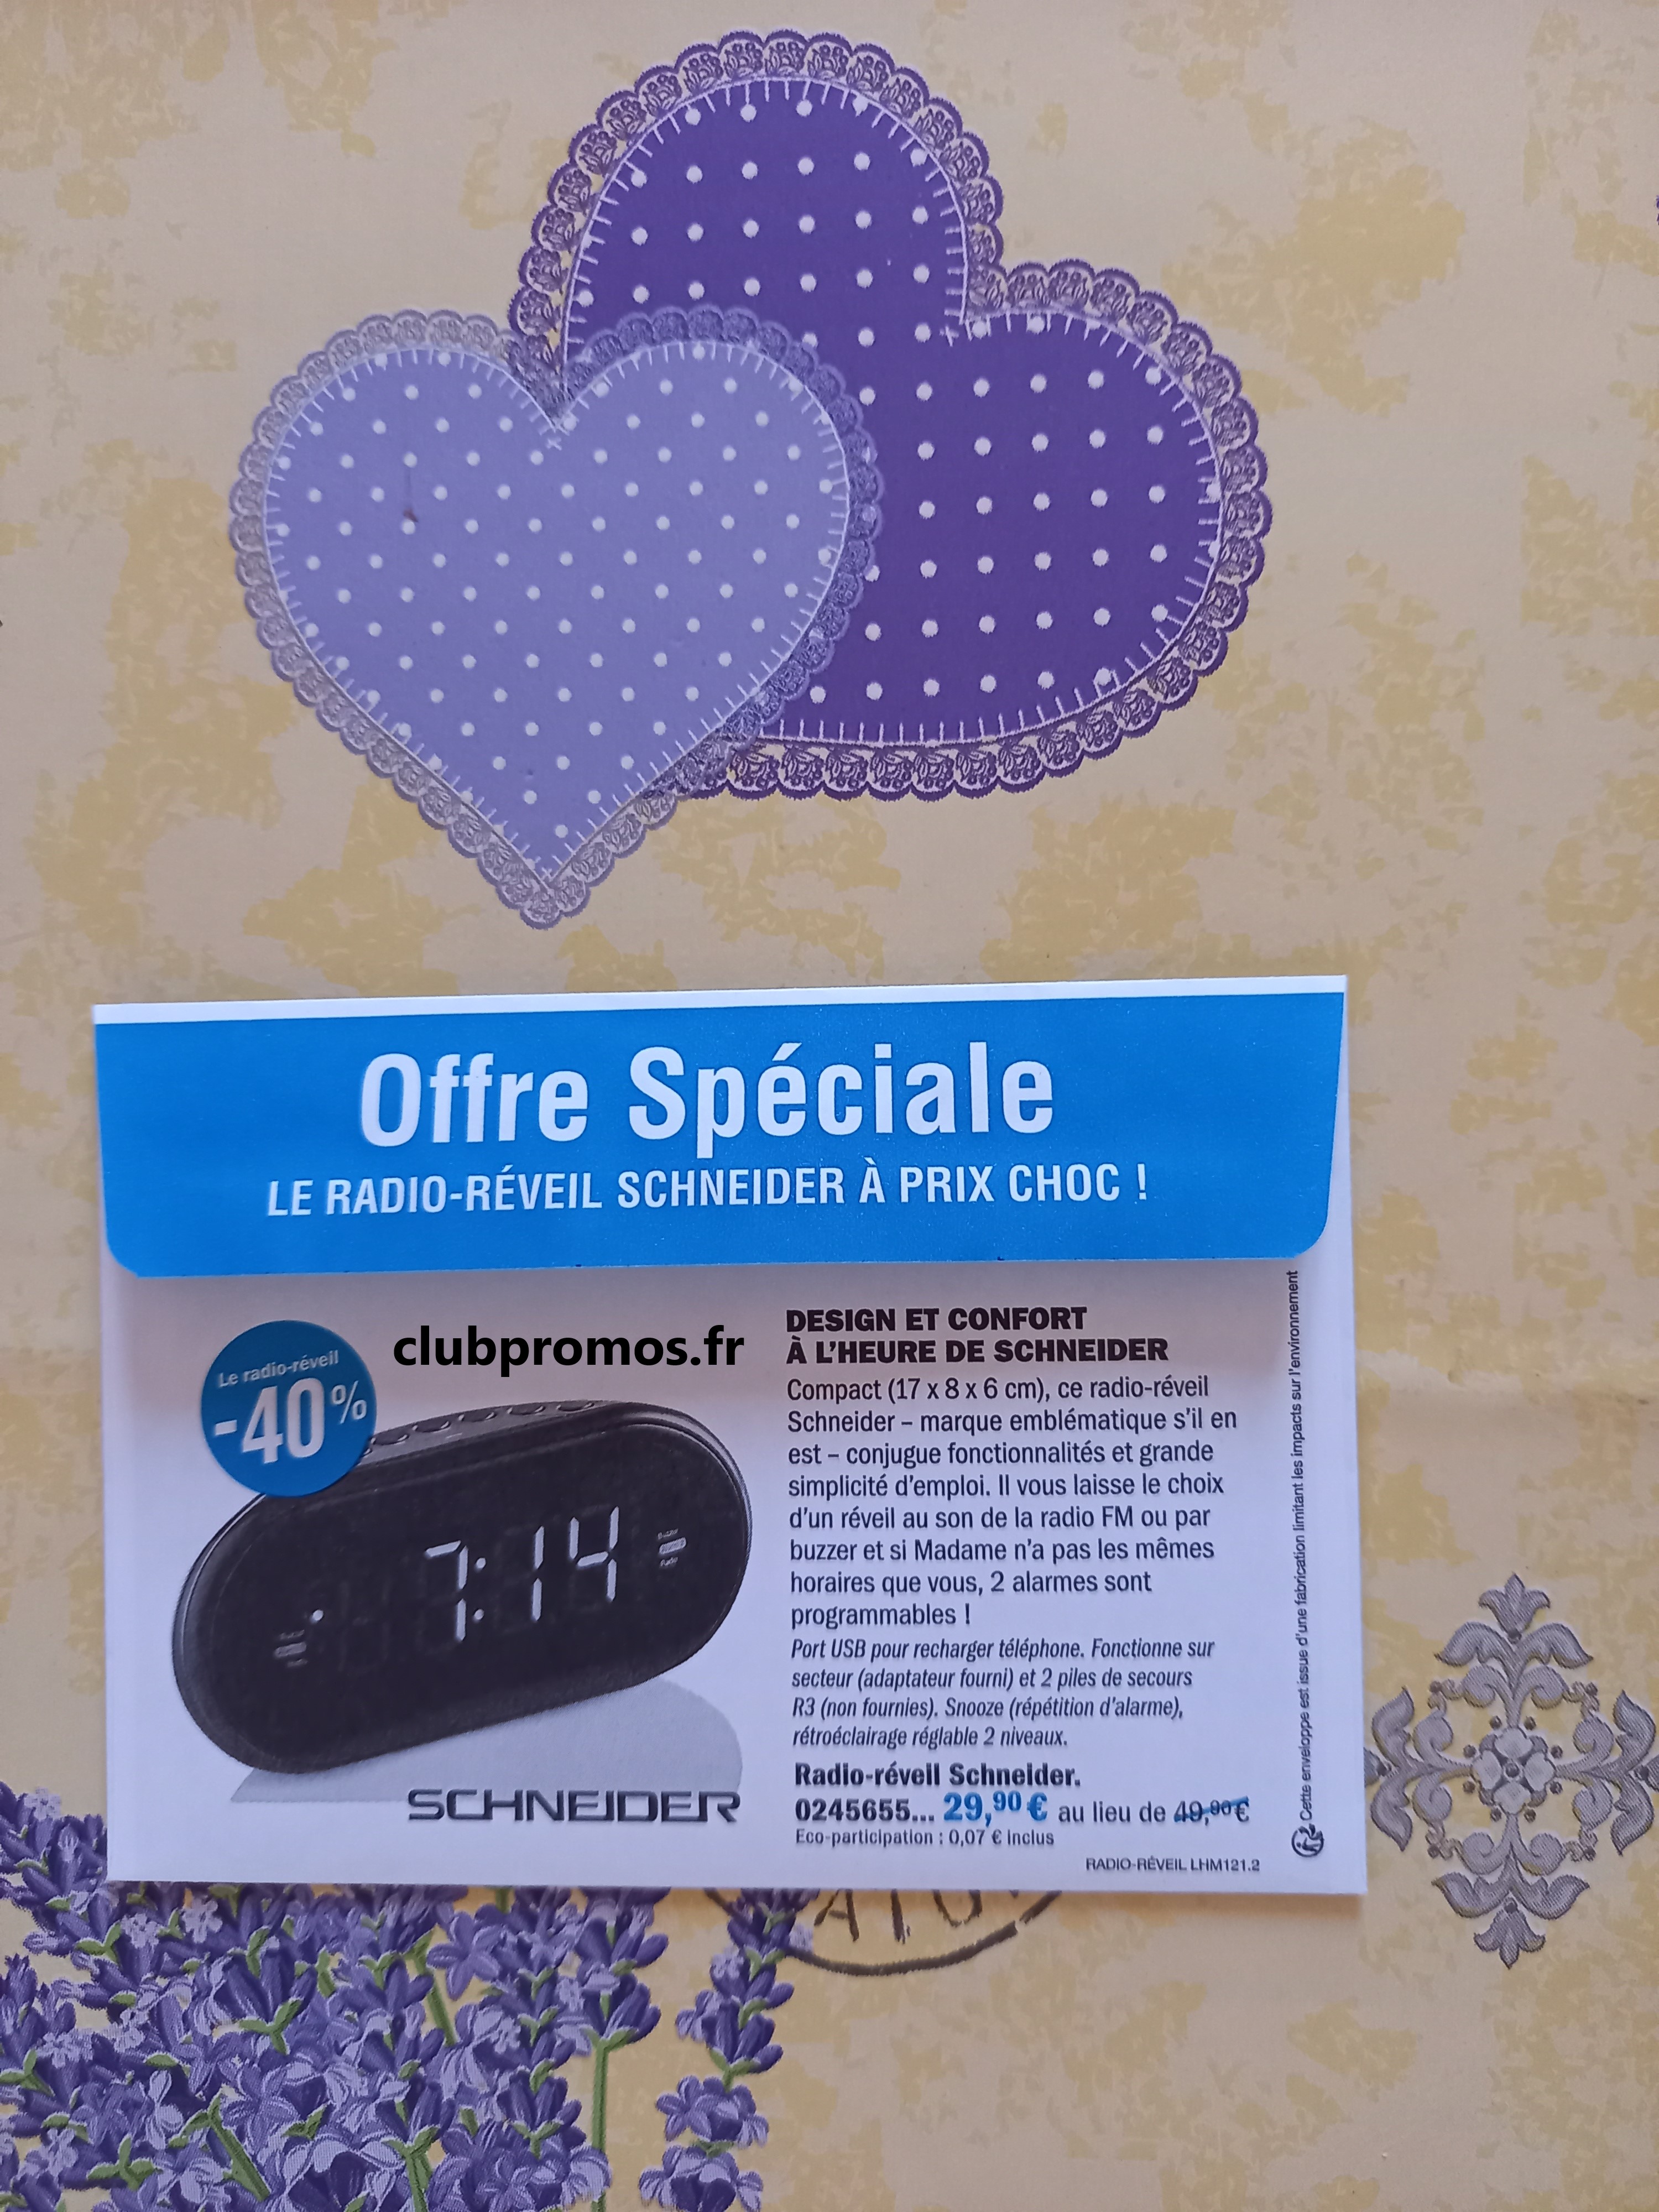 Offre Spéciale
LE RADIO-RÉVEIL SCHNEIDER À PRIX CHOC !
Le radio-réveil
-40%
clubpromos.fr
7:14
SCHNEIDER
DESIGN ET CONFORT
À L'HEURE DE SCHNEIDER
Compact (17 x 8 x 6 cm), ce radio-réveil
Schneider – marque emblématique s'il en
est – conjugue fonctionnalités et grande
simplicité d'emploi. Il vous laisse le choix
d'un réveil au son de la radio FM ou par
buzzer et si Madame n'a pas les mêmes
horaires que vous, 2 alarmes sont
programmables !
Port USB pour recharger téléphone. Fonctionne sur
secteur (adaptateur fourni) et 2 piles de secours
R3 (non fournies). Snooze (répétition d'alarme),
rétroéclairage réglable 2 niveaux.
Radio-réveil Schneider.
0245655... 29,90 € au lieu de 49,90€
Eco-participation : 0,07 € inclus
RADIO-RÉVEIL LHM121.2
Cette enveloppe est issue d'une fabrication limitant les impacts sur l'environnement